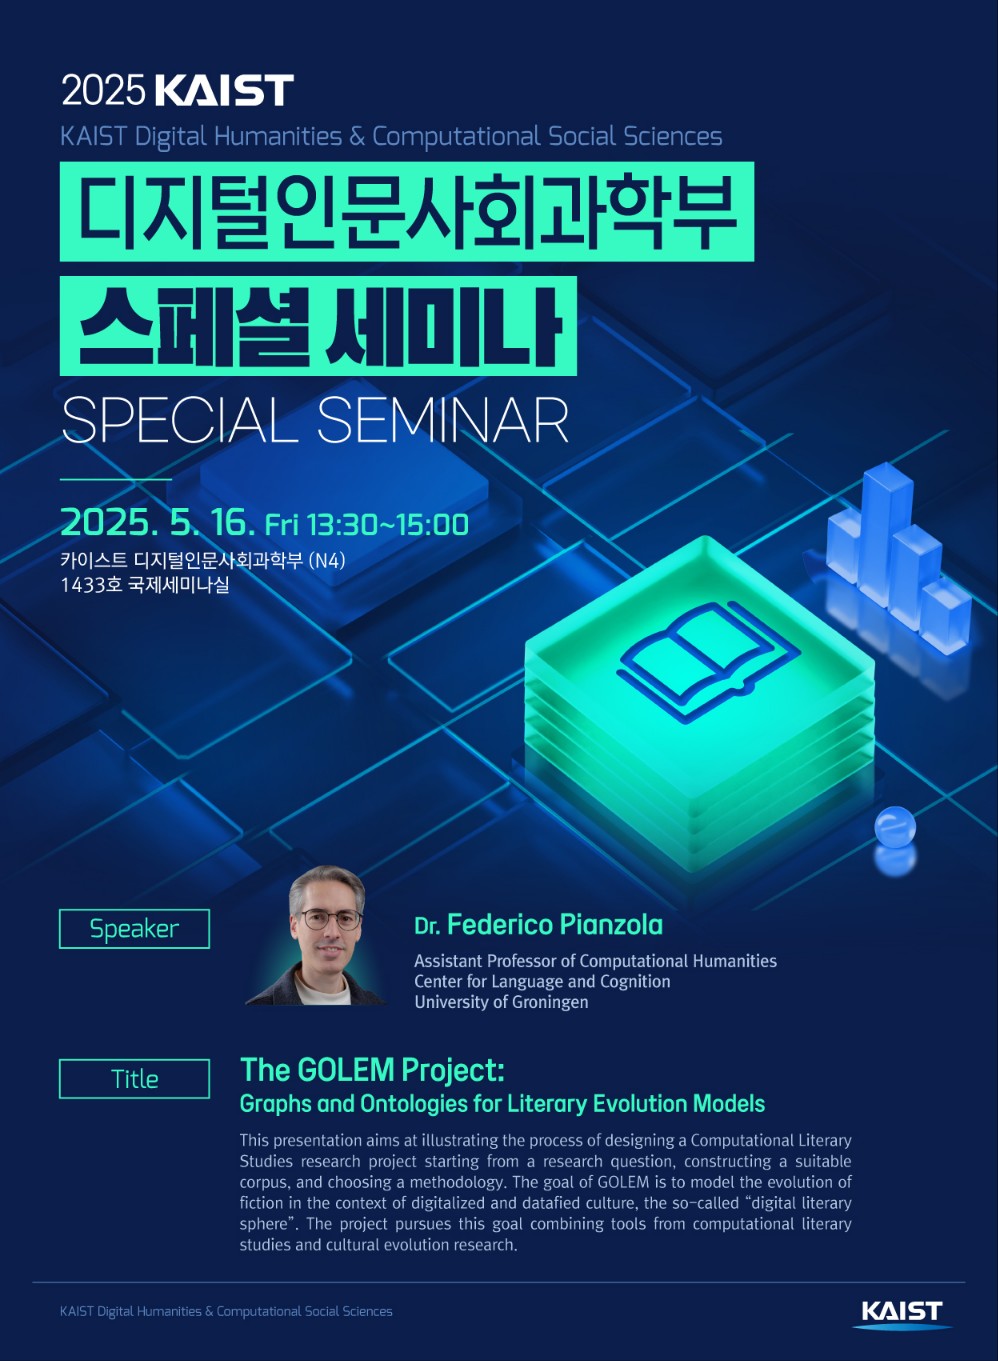 2025 KAIST
KAIST Digital Humanities & Computational Social Sciences
디지털인문사회과학부
스페셜 세미나
SPECIAL SEMINAR
2025. 5. 16. Fri 13:30~15:00
카이스트 디지털인문사회과학부 (N4)
1433호 국제세미나실
Speaker
Dr. Federico Pianzola
Assistant Professor of Computational Humanities
Center for Language and Cognition
University of Groningen
Title
The GOLEM Project:
Graphs and Ontologies for Literary Evolution Models
This presentation aims at illustrating the process of designing a Computational Literary
Studies research project starting from a research question, constructing a suitable
corpus, and choosing a methodology. The goal of GOLEM is to model the evolution of
fiction in the context of digitalized and datafied culture, the so-called “digital literary
sphere”. The project pursues this goal combining tools from computational literary
studies and cultural evolution research.
KAIST Digital Humanities & Computational Social Sciences
KAIST